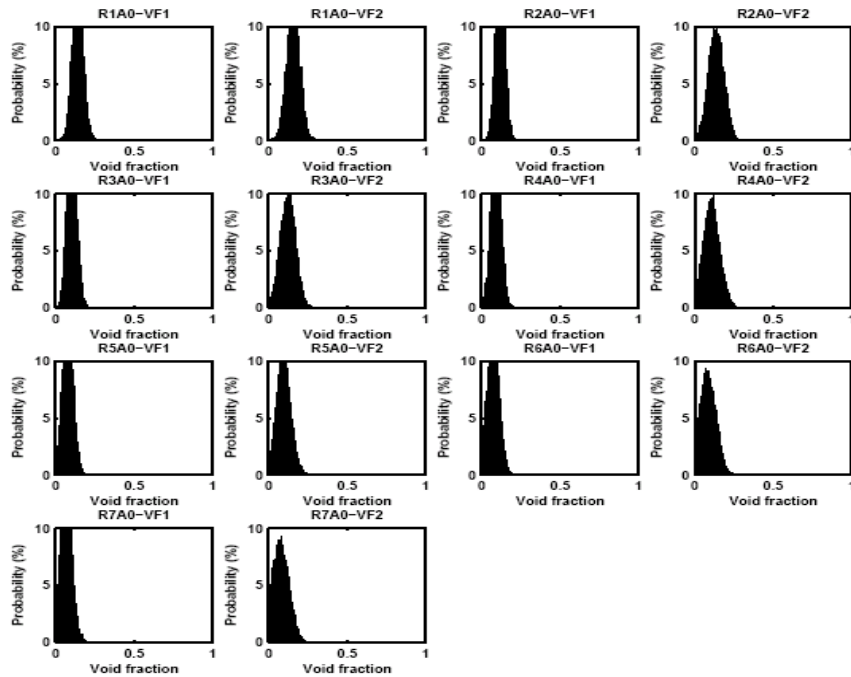 R1A0−VF1
R1A0−VF2
R2A0−VF1
R2A0−VF2
10
5
0
Probability (%)
0 0.5 1
Void fraction
10
5
0
Probability (%)
0 0.5 1
Void fraction
10
5
0
Probability (%)
0 0.5 1
Void fraction
10
5
0
Probability (%)
0 0.5 1
Void fraction
R3A0−VF1
R3A0−VF2
R4A0−VF1
R4A0−VF2
10
5
0
Probability (%)
0 0.5 1
Void fraction
10
5
0
Probability (%)
0 0.5 1
Void fraction
10
5
0
Probability (%)
0 0.5 1
Void fraction
10
5
0
Probability (%)
0 0.5 1
Void fraction
R5A0−VF1
R5A0−VF2
R6A0−VF1
R6A0−VF2
10
5
0
Probability (%)
0 0.5 1
Void fraction
10
5
0
Probability (%)
0 0.5 1
Void fraction
10
5
0
Probability (%)
0 0.5 1
Void fraction
10
5
0
Probability (%)
0 0.5 1
Void fraction
R7A0−VF1
R7A0−VF2
10
5
0
Probability (%)
0 0.5 1
Void fraction
10
5
0
Probability (%)
0 0.5 1
Void fraction